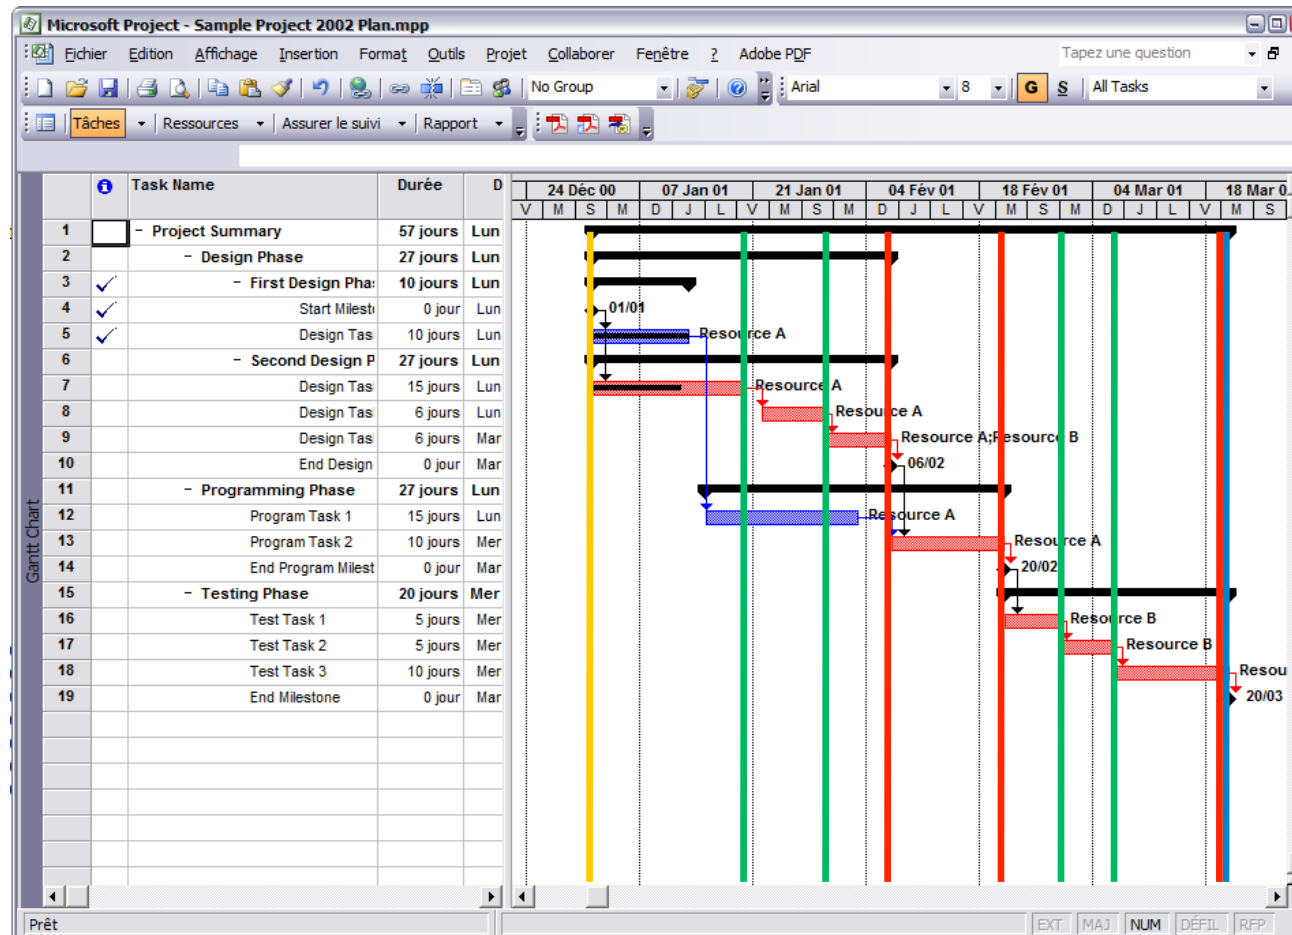 Microsoft Project - Sample Project 2002 Plan.mpp
Fichier Edition Affichage Insertion Format Outils Projet Collaborer Fenêtre ? Adobe PDF Tapez une question
No Group Arial 8 G S All Tasks
Tâches Ressources Assurer le suivi Rapport
Task Name Durée D 24 Déc 00 07 Jan 01 21 Jan 01 04 Fév 01 18 Fév 01 04 Mar 01 18 Mar 0
V M S M D J L V M S M D J L V M S M D J L V M S
1 - Project Summary 57 jours Lun
2 - Design Phase 27 jours Lun
3 - First Design Pha 10 jours Lun
4 Start Milest 0 jour Lun 01/01
5 Design Tas 10 jours Lun Resource A
6 - Second Design P 27 jours Lun
7 Design Tas 15 jours Lun Resource A
8 Design Tas 6 jours Lun Resource A
9 Design Tas 6 jours Mar Resource A;Resource B
10 End Design 0 jour Mar 06/02
11 - Programming Phase 27 jours Lun
12 Program Task 1 15 jours Lun Resource A
13 Program Task 2 10 jours Mer Resource A
14 End Program Milest 0 jour Mar 20/02
15 - Testing Phase 20 jours Mer
16 Test Task 1 5 jours Mer Resource B
17 Test Task 2 5 jours Mer Resource B
18 Test Task 3 10 jours Mer Resou
19 End Milestone 0 jour Mar 20/03
Gantt Chart
Prêt EXT MAJ NUM DÉFIL RFP